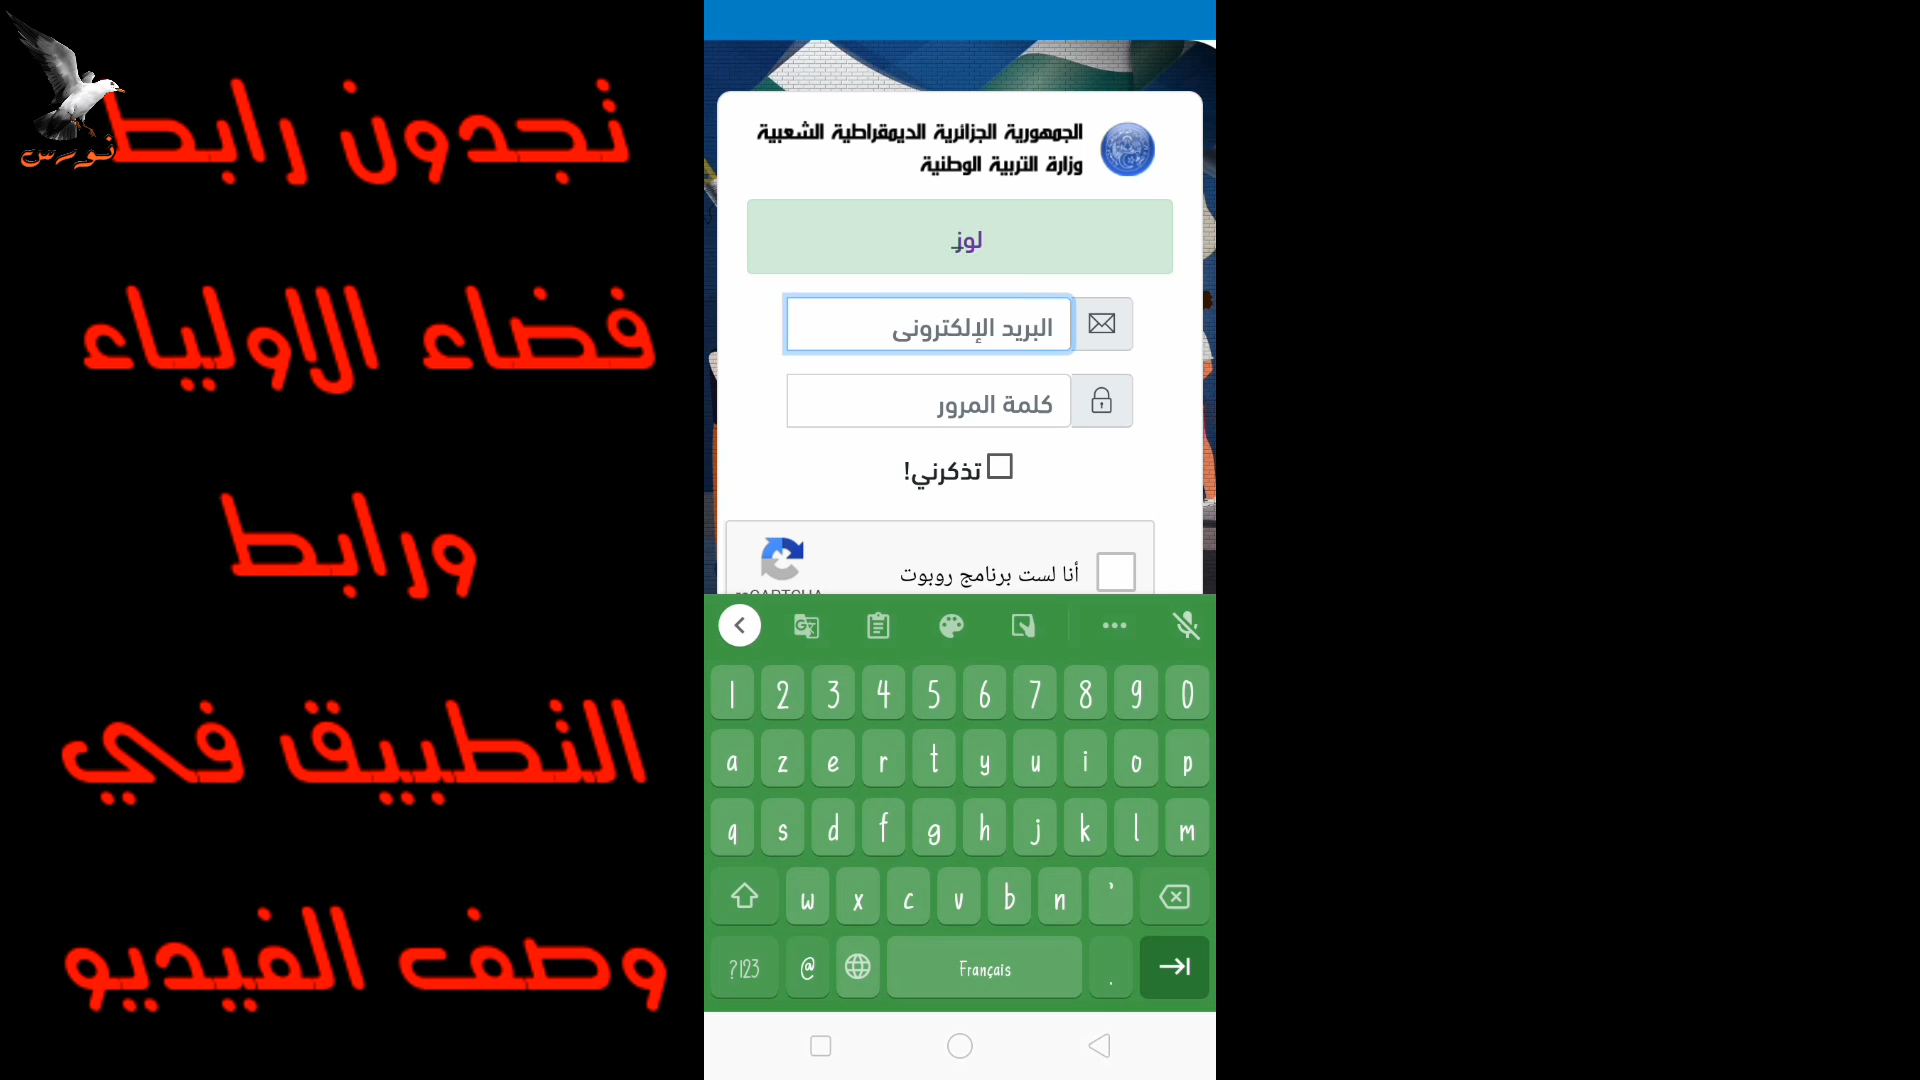 تجدون رابط
فضاء الاولياء
ورابط
التطبيق في
وصف الفيديو
نورس
الجمهورية الجزائرية الديمقراطية الشعبية
وزارة التربية الوطنية
لوز
البريد الإلكتروني
كلمة المرور
تذكرني!
أنا لست برنامج روبوت
reCAPTCHA
1 2 3 4 5 6 7 8 9 0
a z e r t y u i o p
q s d f g h j k l m
w x c v b n '
?123 @ Français .